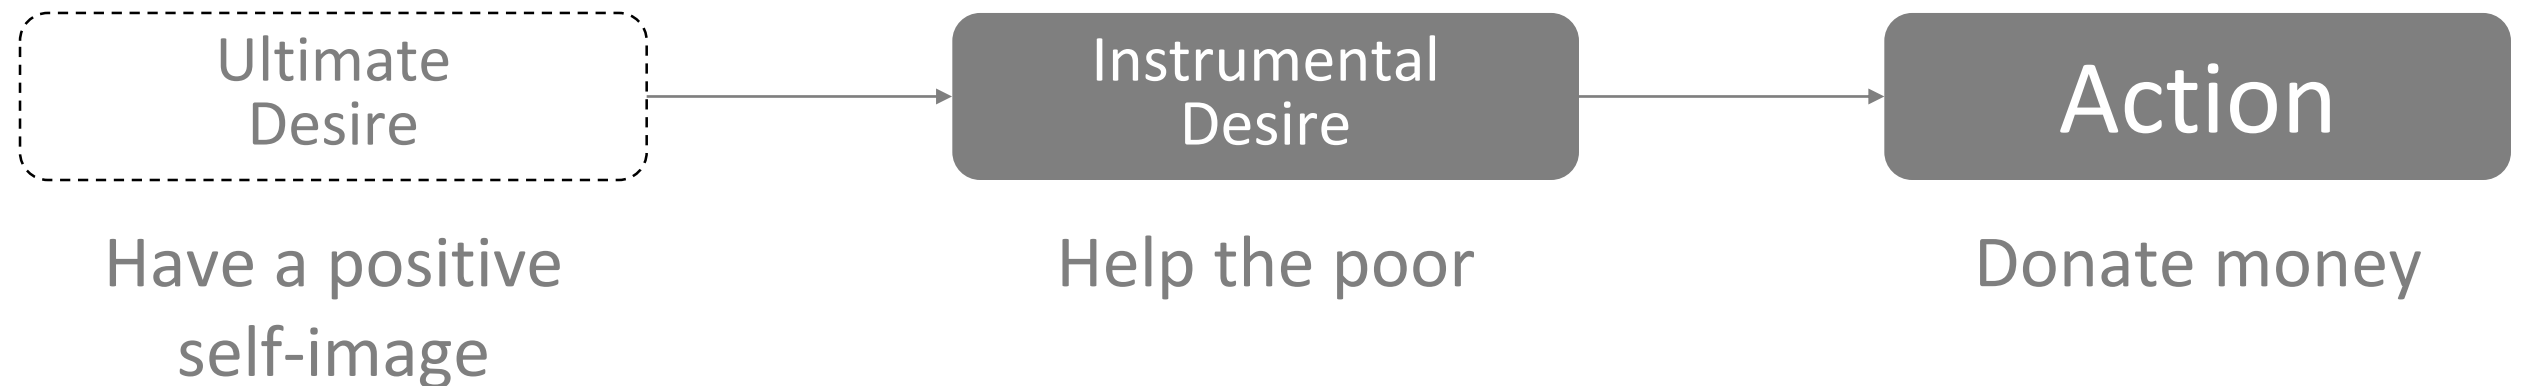 Ultimate
Desire
Instrumental
Desire
Action
Have a positive
self-image
Help the poor
Donate money